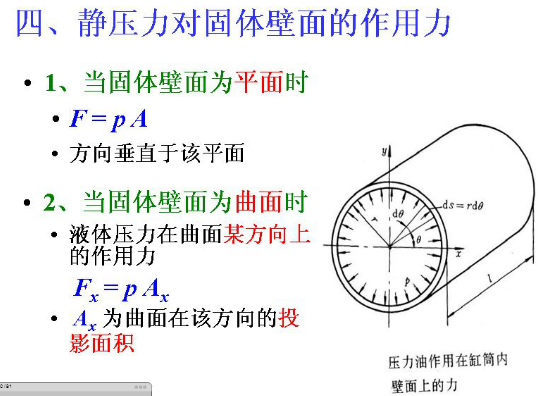 四、静压力对固体壁面的作用力
• 1、当固体壁面为平面时
• F = p A
• 方向垂直于该平面
• 2、当固体壁面为曲面时
• 液体压力在曲面某方向上
的作用力
Fx = p Ax
• Ax 为曲面在该方向的投
影面积
y
ds=rdθ
dθ
r
θ
x
p
l
压力油作用在缸筒内
壁面上的力